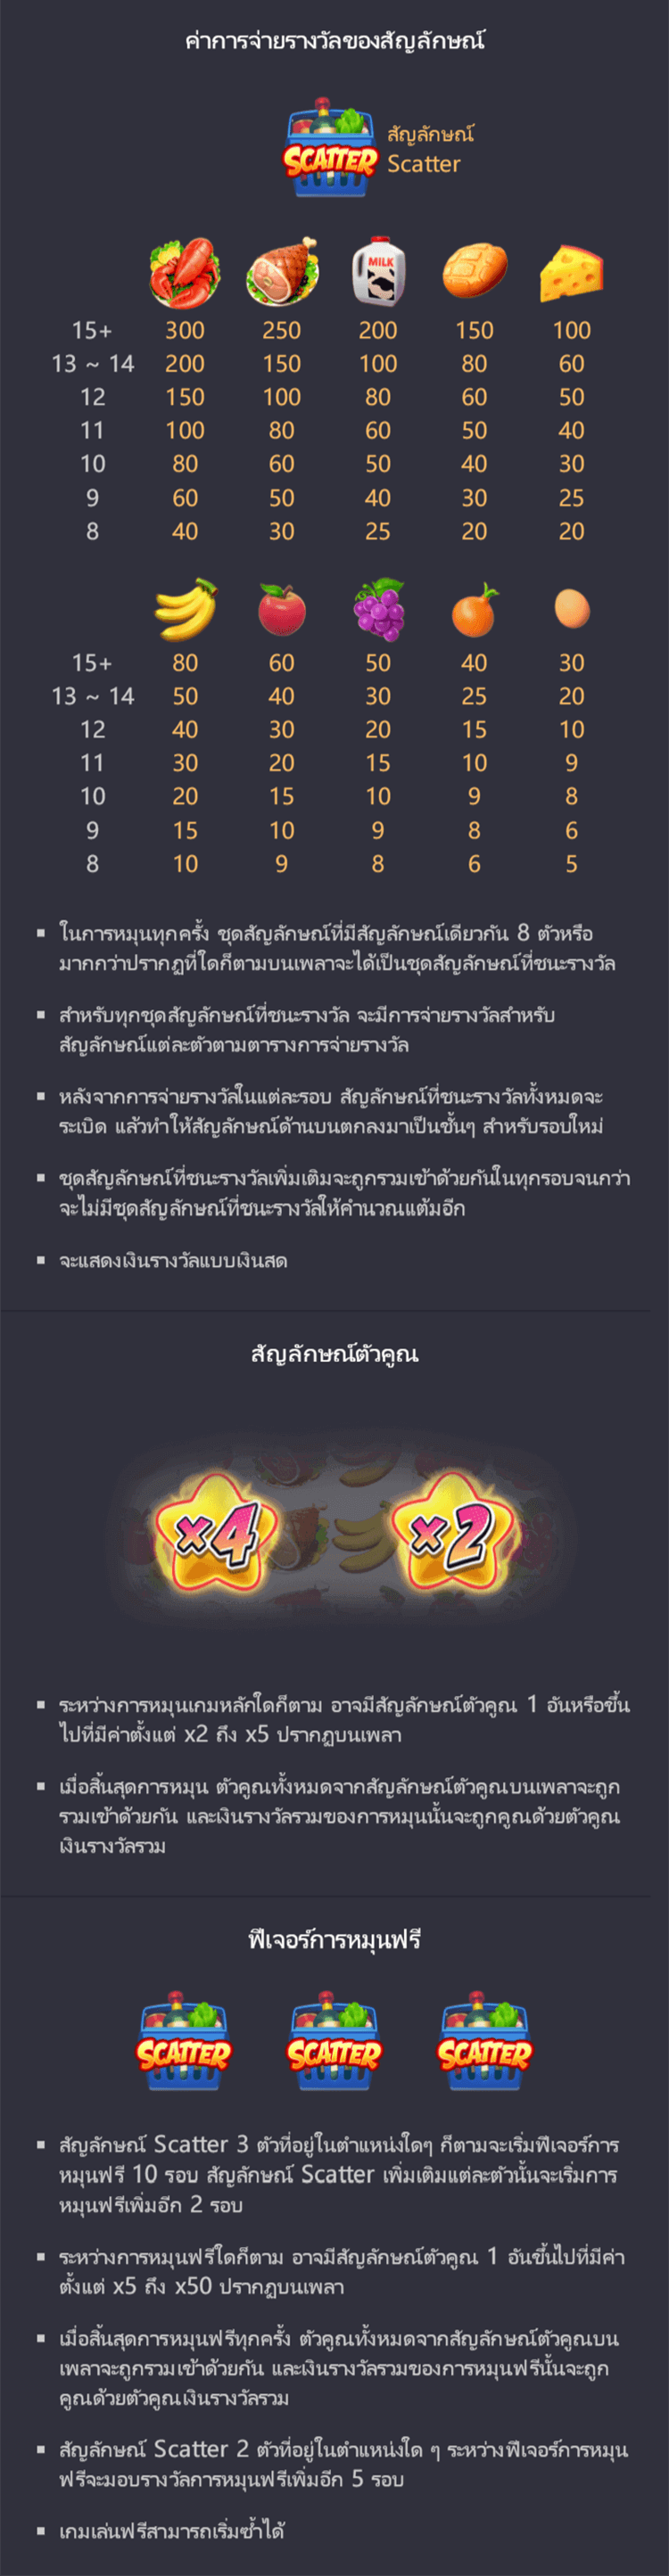 ค่าการจ่ายรางวัลของสัญลักษณ์
SCATTER
สัญลักษณ์
Scatter
MILK
15+ 300 250 200 150 100
13 ~ 14 200 150 100 80 60
12 150 100 80 60 50
11 100 80 60 50 40
10 80 60 50 40 30
9 60 50 40 30 25
8 40 30 25 20 20
15+ 80 60 50 40 30
13 ~ 14 50 40 30 25 20
12 40 30 20 15 10
11 30 20 15 10 9
10 20 15 10 9 8
9 15 10 9 8 6
8 10 9 8 6 5
▪ ในการหมุนทุกครั้ง ชุดสัญลักษณ์ที่มีสัญลักษณ์เดียวกัน 8 ตัวหรือ
มากกว่าปรากฏที่ใดก็ตามบนเพลาจะได้เป็นชุดสัญลักษณ์ที่ชนะรางวัล
▪ สำหรับทุกชุดสัญลักษณ์ที่ชนะรางวัล จะมีการจ่ายรางวัลสำหรับ
สัญลักษณ์แต่ละตัวตามตารางการจ่ายรางวัล
▪ หลังจากการจ่ายรางวัลในแต่ละรอบ สัญลักษณ์ที่ชนะรางวัลทั้งหมดจะ
ระเบิด แล้วทำให้สัญลักษณ์ด้านบนตกลงมาเป็นชั้นๆ สำหรับรอบใหม่
▪ ชุดสัญลักษณ์ที่ชนะรางวัลเพิ่มเติมจะถูกรวมเข้าด้วยกันในทุกรอบจนกว่า
จะไม่มีชุดสัญลักษณ์ที่ชนะรางวัลให้คำนวณแต้มอีก
▪ จะแสดงเงินรางวัลแบบเงินสด
สัญลักษณ์ตัวคูณ
x4 x2
▪ ระหว่างการหมุนเกมหลักใดก็ตาม อาจมีสัญลักษณ์ตัวคูณ 1 อันหรือขึ้น
ไปที่มีค่าตั้งแต่ x2 ถึง x5 ปรากฏบนเพลา
▪ เมื่อสิ้นสุดการหมุน ตัวคูณทั้งหมดจากสัญลักษณ์ตัวคูณบนเพลาจะถูก
รวมเข้าด้วยกัน และเงินรางวัลรวมของการหมุนนั้นจะถูกคูณด้วยตัวคูณ
เงินรางวัลรวม
ฟีเจอร์การหมุนฟรี
SCATTER SCATTER SCATTER
▪ สัญลักษณ์ Scatter 3 ตัวที่อยู่ในตำแหน่งใดๆ ก็ตามจะเริ่มฟีเจอร์การ
หมุนฟรี 10 รอบ สัญลักษณ์ Scatter เพิ่มเติมแต่ละตัวนั้นจะเริ่มการ
หมุนฟรีเพิ่มอีก 2 รอบ
▪ ระหว่างการหมุนฟรีใดก็ตาม อาจมีสัญลักษณ์ตัวคูณ 1 อันขึ้นไปที่มีค่า
ตั้งแต่ x5 ถึง x50 ปรากฏบนเพลา
▪ เมื่อสิ้นสุดการหมุนฟรีทุกครั้ง ตัวคูณทั้งหมดจากสัญลักษณ์ตัวคูณบน
เพลาจะถูกรวมเข้าด้วยกัน และเงินรางวัลรวมของการหมุนฟรีนั้นจะถูก
คูณด้วยตัวคูณเงินรางวัลรวม
▪ สัญลักษณ์ Scatter 2 ตัวที่อยู่ในตำแหน่งใด ๆ ระหว่างฟีเจอร์การหมุน
ฟรีจะมอบรางวัลการหมุนฟรีเพิ่มอีก 5 รอบ
▪ เกมเล่นฟรีสามารถเริ่มซ้ำได้